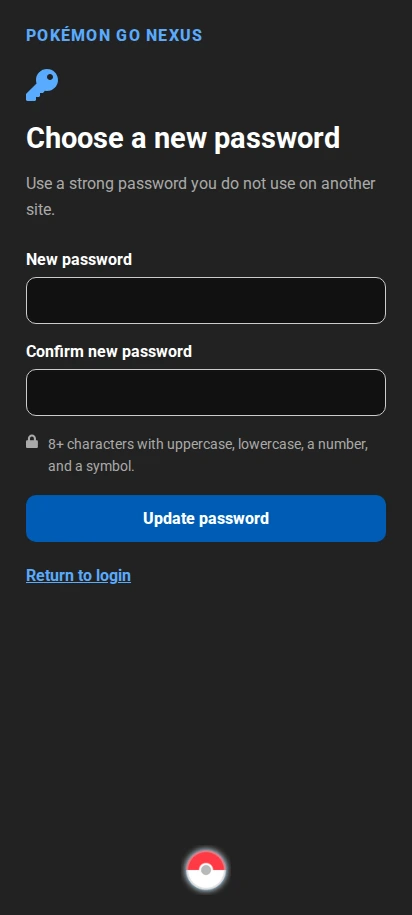 POKÉMON GO NEXUS
Choose a new password
Use a strong password you do not use on another
site.
New password
Confirm new password
8+ characters with uppercase, lowercase, a number,
and a symbol.
Update password
Return to login